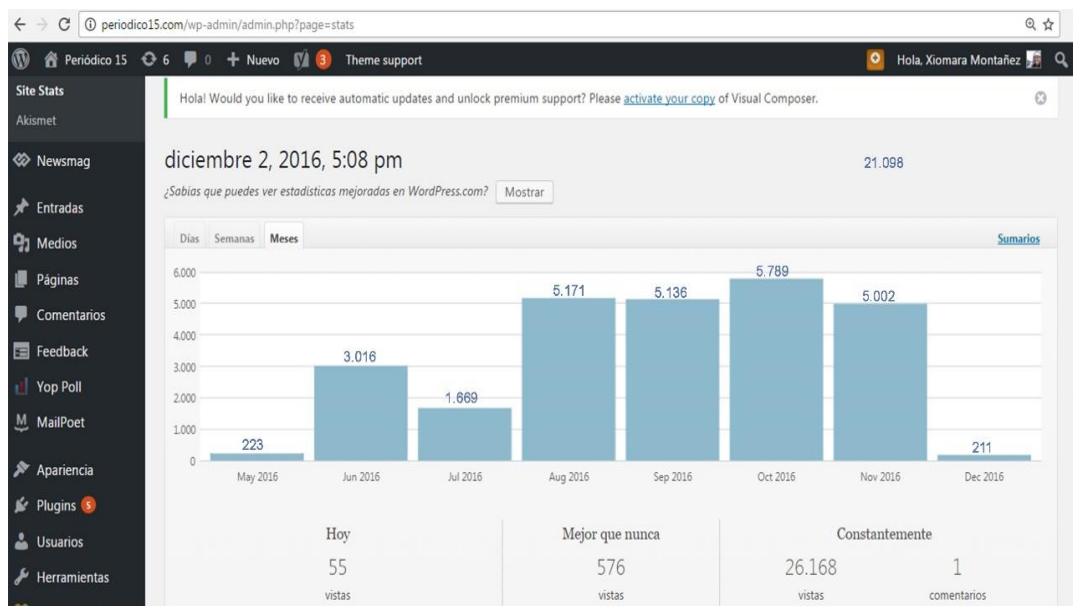 periodico15.com/wp-admin/admin.php?page=stats
Periódico 15 6 0 + Nuevo 3 Theme support Hola, Xiomara Montañez
Site Stats
Akismet
Newsmag
Entradas
Medios
Páginas
Comentarios
Feedback
Yop Poll
MailPoet
Apariencia
Plugins 5
Usuarios
Herramientas
Hola! Would you like to receive automatic updates and unlock premium support? Please activate your copy of Visual Composer.
diciembre 2, 2016, 5:08 pm 21.098
¿Sabías que puedes ver estadísticas mejoradas en WordPress.com? Mostrar
Días Semanas Meses Sumarios
6.000
5.000
4.000
3.000
2.000
1.000
0
223 3.016 1.669 5.171 5.136 5.789 5.002 211
May 2016 Jun 2016 Jul 2016 Aug 2016 Sep 2016 Oct 2016 Nov 2016 Dec 2016
Hoy Mejor que nunca Constantemente
55 576 26.168 1
vistas vistas vistas comentarios